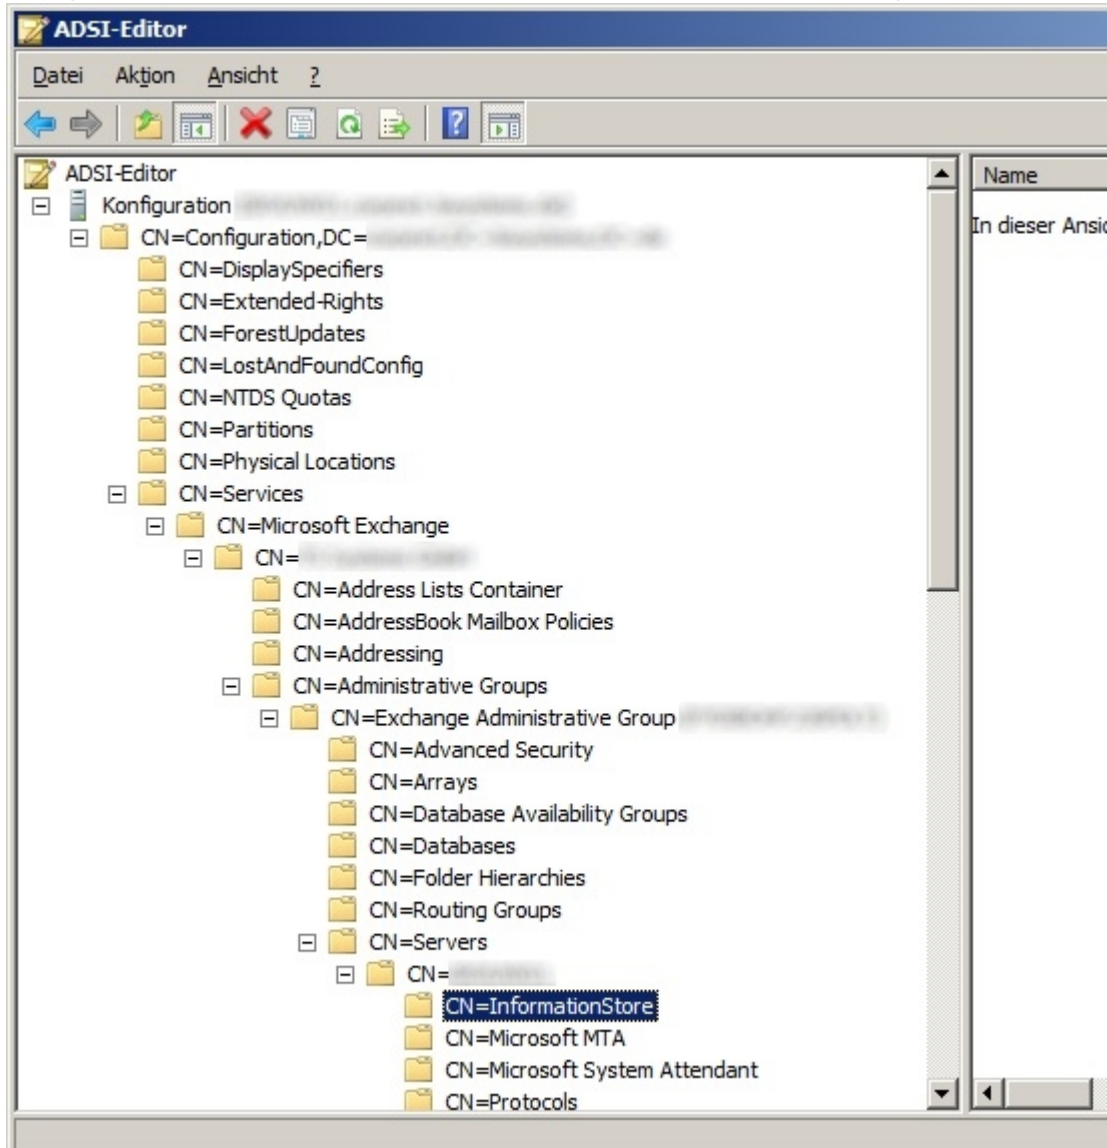 ADSI-Editor
Datei Aktion Ansicht ?
ADSI-Editor
Konfiguration
CN=Configuration,DC=
CN=DisplaySpecifiers
CN=Extended-Rights
CN=ForestUpdates
CN=LostAndFoundConfig
CN=NTDS Quotas
CN=Partitions
CN=Physical Locations
CN=Services
CN=Microsoft Exchange
CN=
CN=Address Lists Container
CN=AddressBook Mailbox Policies
CN=Addressing
CN=Administrative Groups
CN=Exchange Administrative Group
CN=Advanced Security
CN=Arrays
CN=Database Availability Groups
CN=Databases
CN=Folder Hierarchies
CN=Routing Groups
CN=Servers
CN=
CN=InformationStore
CN=Microsoft MTA
CN=Microsoft System Attendant
CN=Protocols
Name
In dieser Ansic